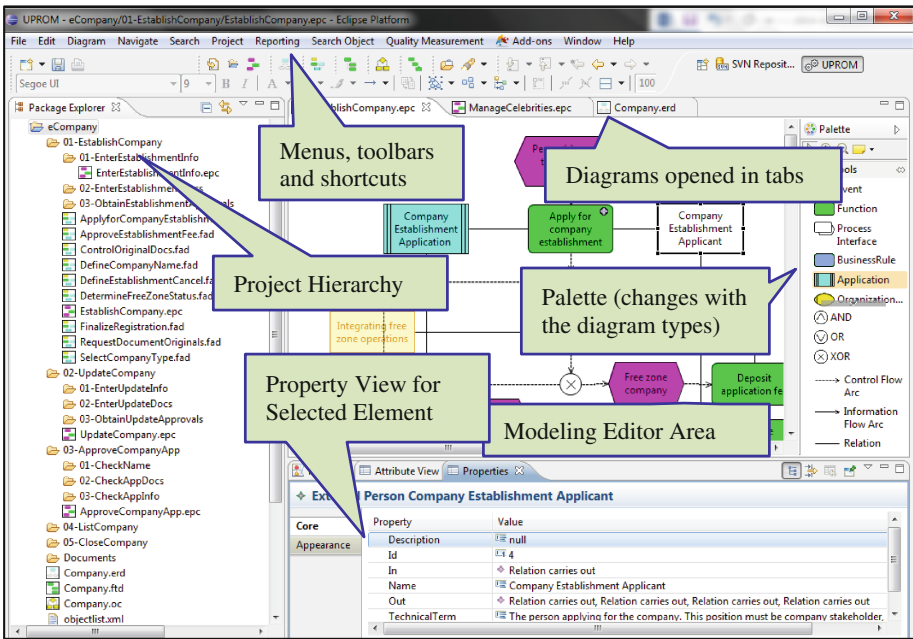 UPROM - eCompany/01-EstablishCompany/EstablishCompany.epc - Eclipse Platform
File Edit Diagram Navigate Search Project Reporting Search Object Quality Measurement Add-ons Window Help
SVN Reposit... UPROM
Segoe UI 9 B I A 100
Package Explorer
eCompany
01-EstablishCompany
01-EnterEstablishmentInfo
EnterEstablishmentInfo.epc
02-EnterEstablishmen
03-ObtainEstablishmen
ApplyforCompanyEstablishm
ApproveEstablishmentFee.fad
ControlOriginalDocs.fad
DefineCompanyName.fad
DefineEstablishmentCancel.fad
DetermineFreeZoneStatus.fad
EstablishCompany.epc
FinalizeRegistration.fad
RequestDocumentOriginals.fad
SelectCompanyType.fad
02-UpdateCompany
01-EnterUpdateInfo
02-EnterUpdateDocs
03-ObtainUpdateApprovals
UpdateCompany.epc
03-ApproveCompanyApp
01-CheckName
02-CheckAppDocs
03-CheckAppInfo
ApproveCompanyApp.epc
04-ListCompany
05-CloseCompany
Documents
Company.erd
Company.ftd
Company.oc
objectlist.xml
blishCompany.epc ManageCelebrities.epc Company.erd
Menus, toolbars
and shortcuts
Diagrams opened in tabs
Project Hierarchy
Palette (changes with
the diagram types)
Property View for
Selected Element
Modeling Editor Area
Company
Establishment
Application
Apply for
company
establishment
Company
Establishment
Applicant
Integrating free
zone operations
Free zone
company
Deposit
application fe
Palette
ols
vent
Function
Process
Interface
BusinessRule
Application
Organization...
AND
OR
XOR
Control Flow
Arc
Information
Flow Arc
Relation
Attribute View Properties
Person Company Establishment Applicant
Core
Appearance
Property Value
Description null
Id 4
In Relation carries out
Name Company Establishment Applicant
Out Relation carries out, Relation carries out, Relation carries out, Relation carries out
TechnicalTerm The person applying for the company. This position must be company stakeholder,